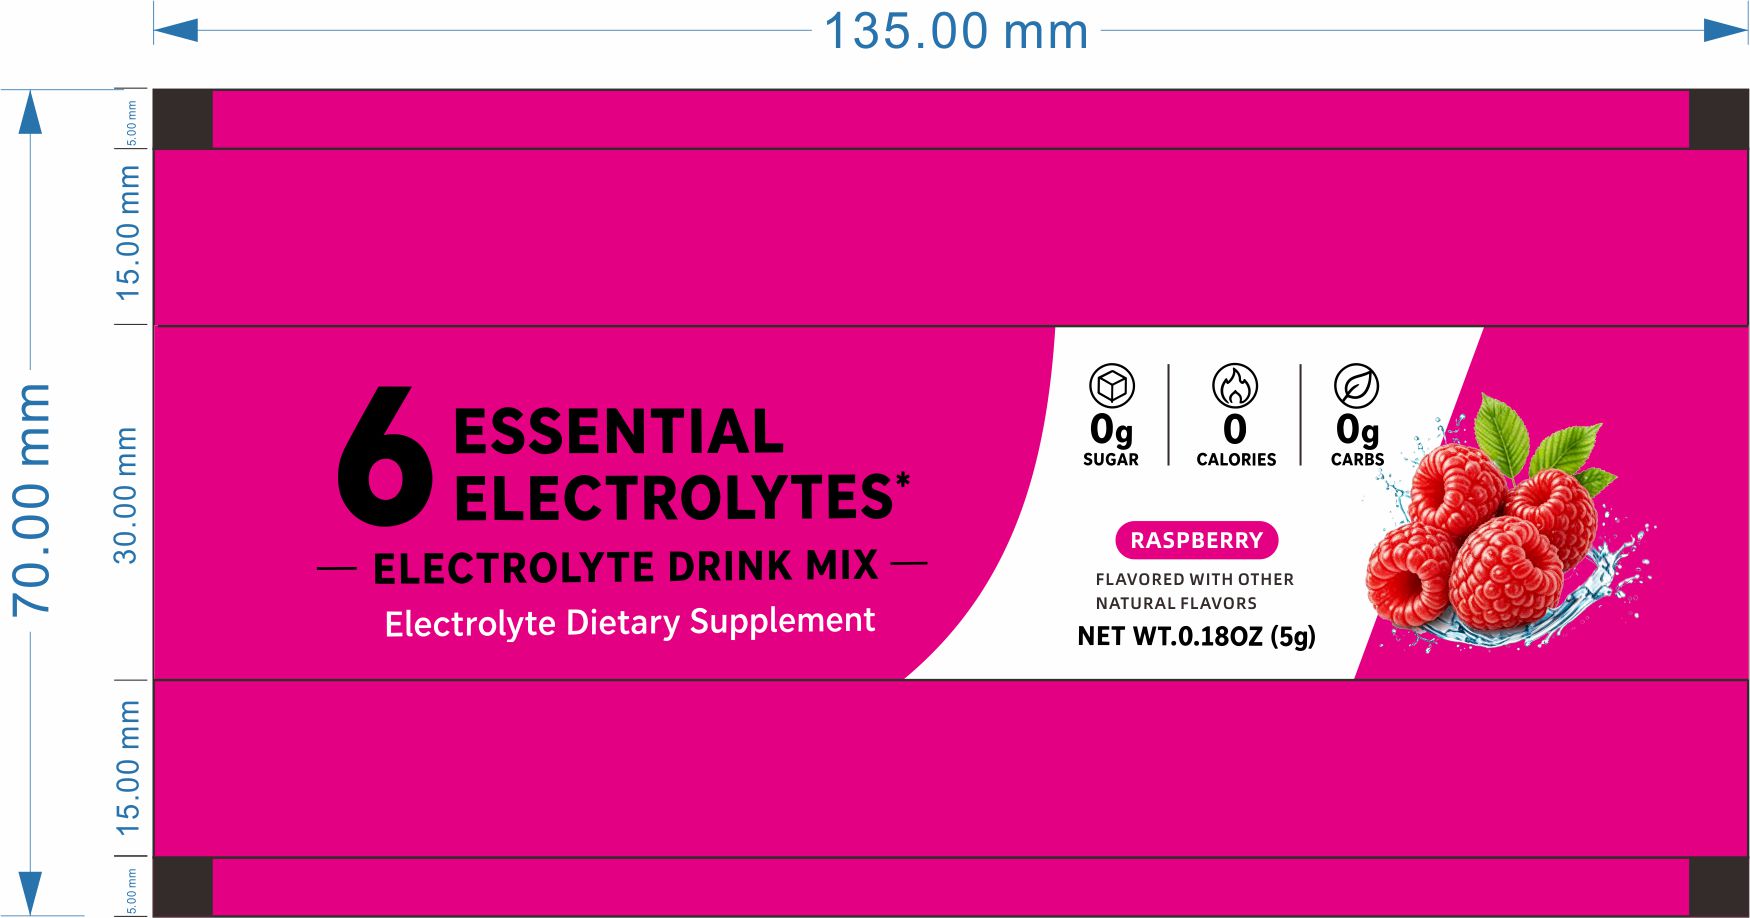 135.00 mm
70.00 mm
5.00 mm
15.00 mm
30.00 mm
15.00 mm
5.00 mm
6 ESSENTIAL
ELECTROLYTES*
ELECTROLYTE DRINK MIX
Electrolyte Dietary Supplement
0g
SUGAR
0
CALORIES
0g
CARBS
RASPBERRY
FLAVORED WITH OTHER
NATURAL FLAVORS
NET WT.0.18OZ (5g)